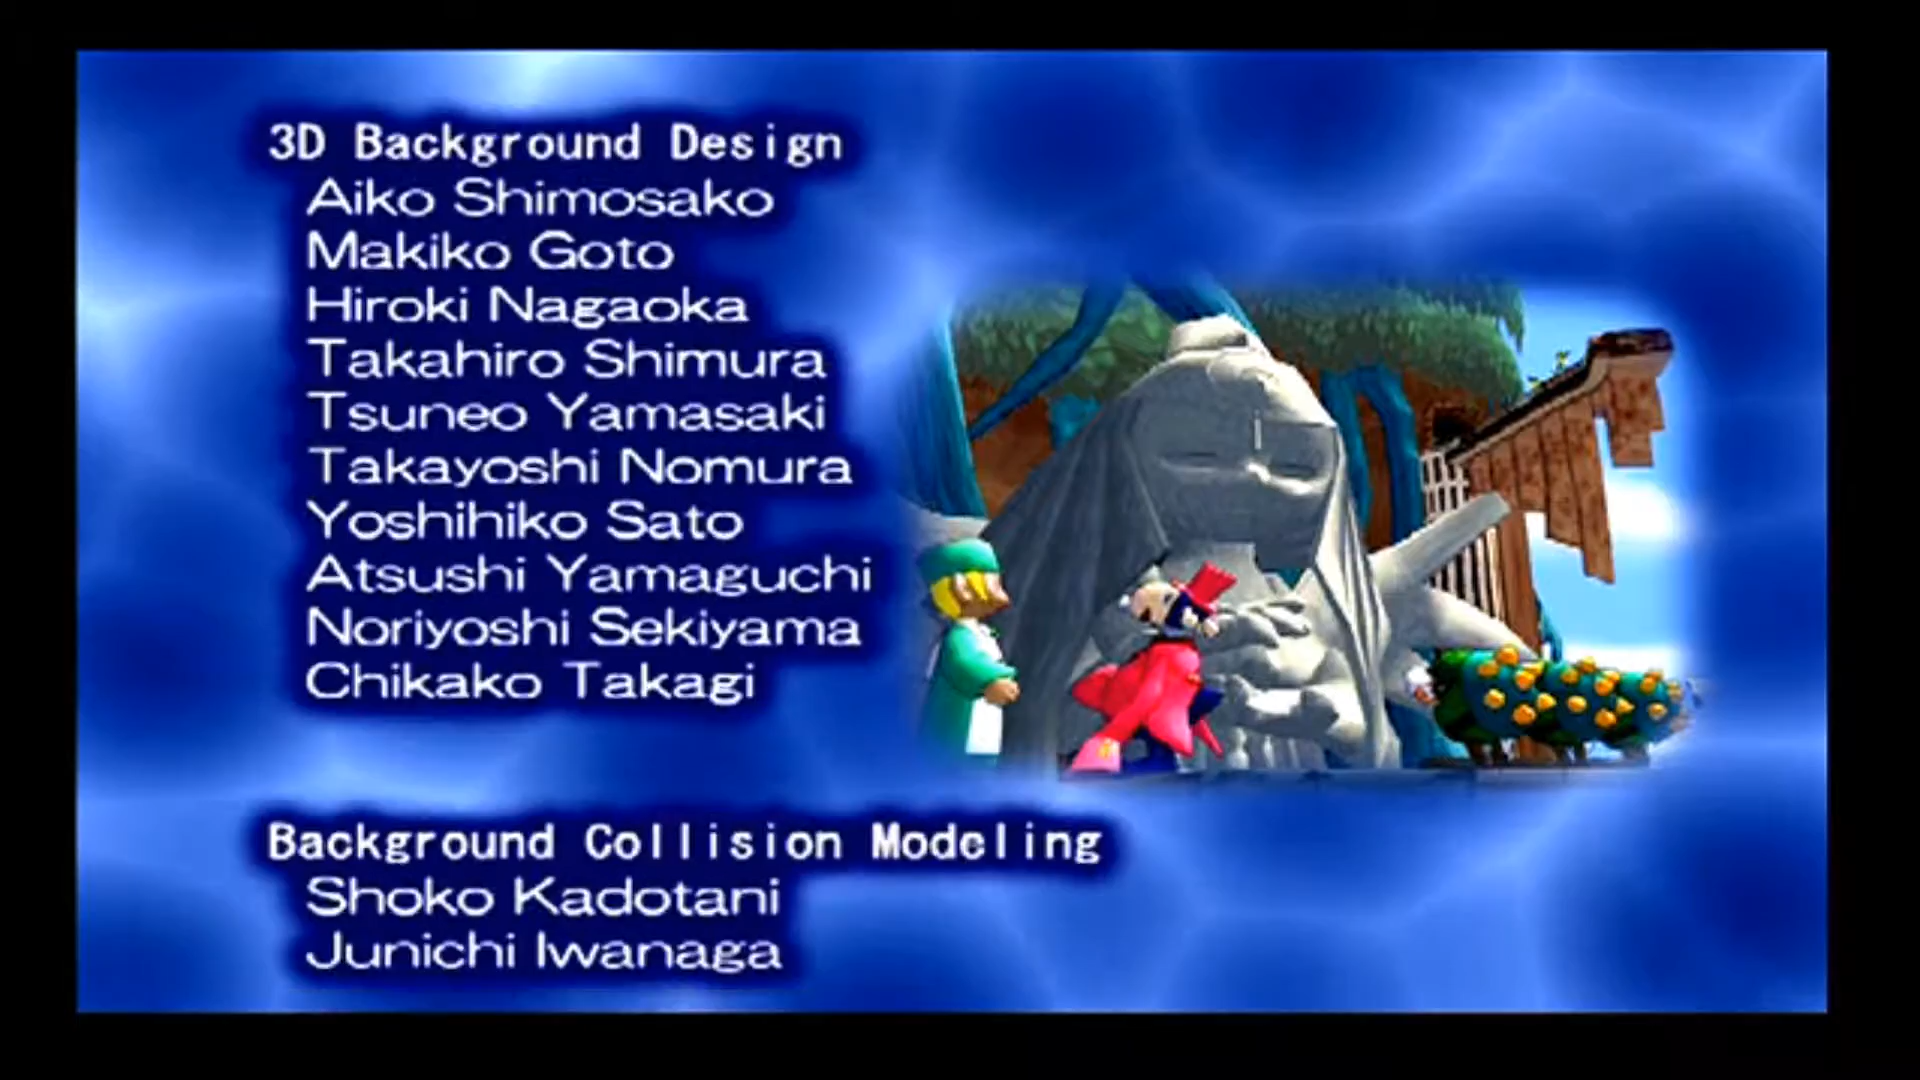 3D Background Design
Aiko Shimosako
Makiko Goto
Hiroki Nagaoka
Takahiro Shimura
Tsuneo Yamasaki
Takayoshi Nomura
Yoshihiko Sato
Atsushi Yamaguchi
Noriyoshi Sekiyama
Chikako Takagi
Background Collision Modeling
Shoko Kadotani
Junichi Iwanaga